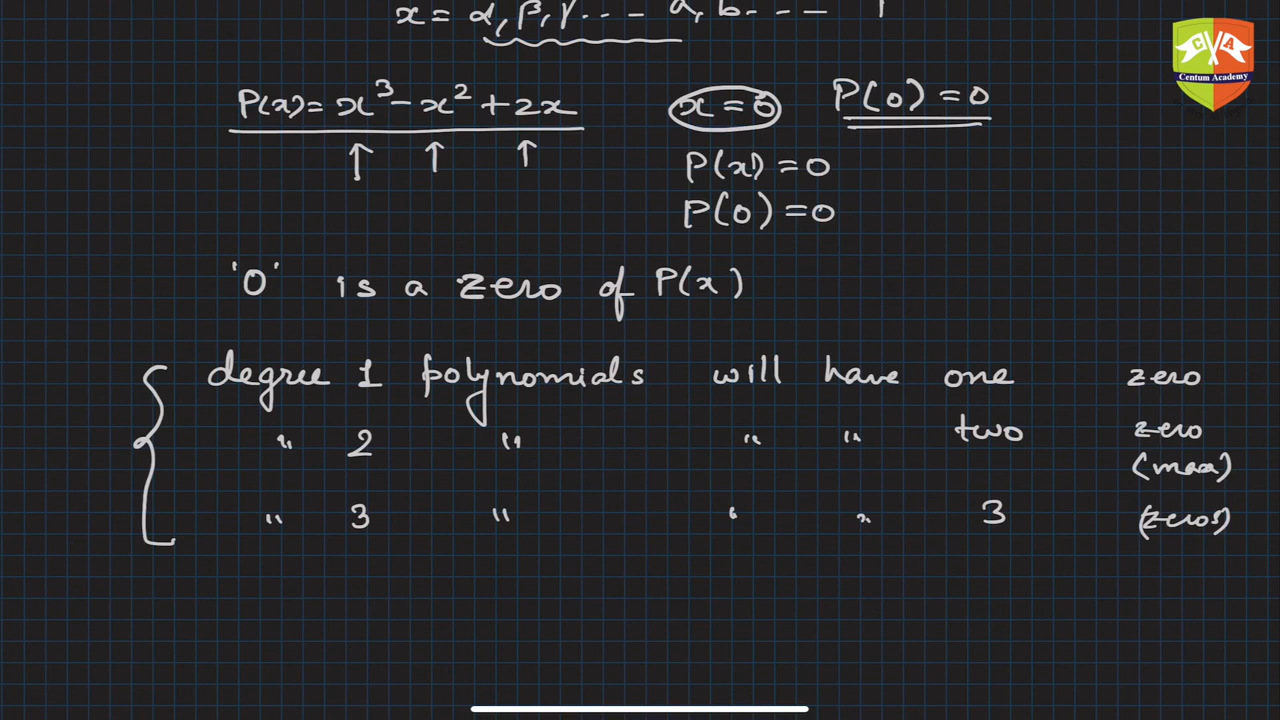 x = α, β, γ . . . – a, b. . . –
P(x) = x³ – x² + 2x x = 0 P(0) = 0
↑ ↑ ↑ P(x) = 0
P(0) = 0
'0' is a zero of P(x)
degree 1 polynomials will have one zero
" 2 " " " two zero
(max)
" 3 " " " 3 (zeros)
CA
Centum Academy